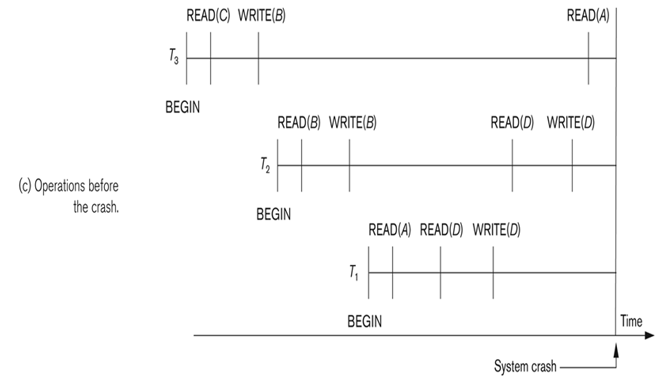 READ(C) WRITE(B) READ(A)
T3
BEGIN
READ(B) WRITE(B) READ(D) WRITE(D)
T2
(c) Operations before
the crash.
BEGIN
READ(A) READ(D) WRITE(D)
T1
BEGIN
Time
System crash